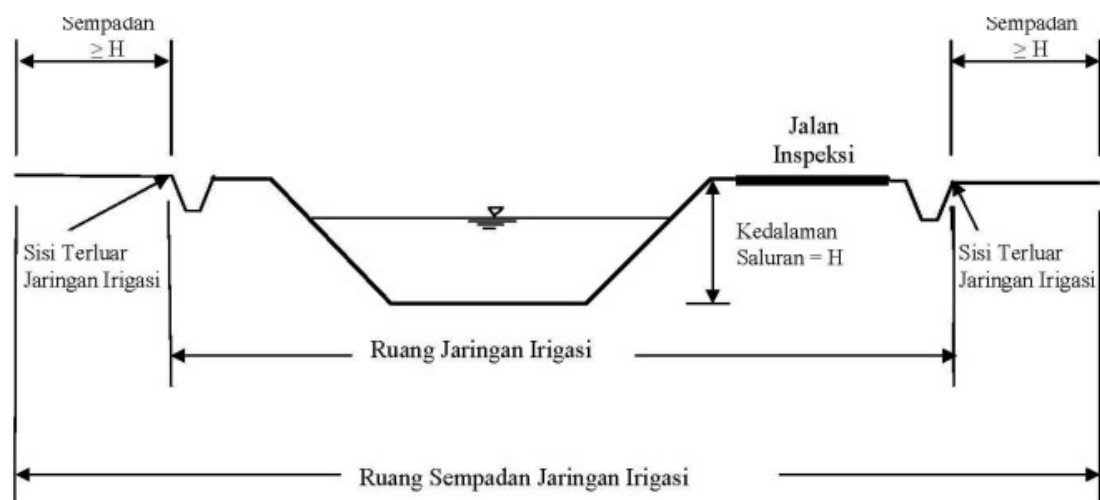 Sempadan
≥ H
Sempadan
≥ H
Jalan
Inspeksi
Sisi Terluar
Jaringan Irigasi
Kedalaman
Saluran = H
Sisi Terluar
Jaringan Irigasi
Ruang Jaringan Irigasi
Ruang Sempadan Jaringan Irigasi